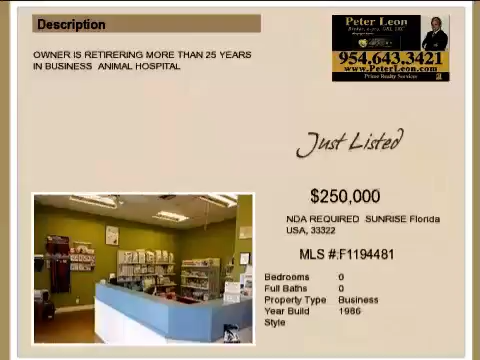 Description
OWNER IS RETIRERING MORE THAN 25 YEARS
IN BUSINESS ANIMAL HOSPITAL
Peter Leon
954.643.3421
www.PeterLeon.com
Prime Realty Services
Just Listed
$250,000
NDA REQUIRED SUNRISE Florida
USA, 33322
MLS #:F1194481
Bedrooms 0
Full Baths 0
Property Type Business
Year Build 1986
Style